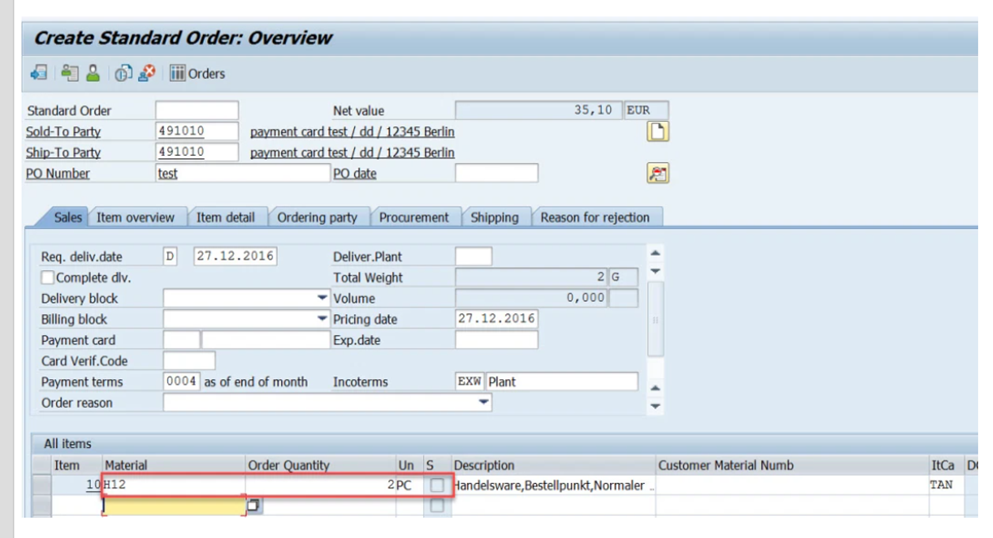 Create Standard Order: Overview
Orders
Standard Order Net value 35,10 EUR
Sold-To Party 491010 payment card test / dd / 12345 Berlin
Ship-To Party 491010 payment card test / dd / 12345 Berlin
PO Number test PO date
Sales Item overview Item detail Ordering party Procurement Shipping Reason for rejection
Req. deliv.date D 27.12.2016 Deliver.Plant
Complete dlv. Total Weight 2 G
Delivery block Volume 0,000
Billing block Pricing date 27.12.2016
Payment card Exp.date
Card Verif.Code
Payment terms 0004 as of end of month Incoterms EXW Plant
Order reason
All items
Item Material Order Quantity Un S Description Customer Material Numb ItCa
10 H12 2 PC Handelsware,Bestellpunkt,Normaler .. TAN